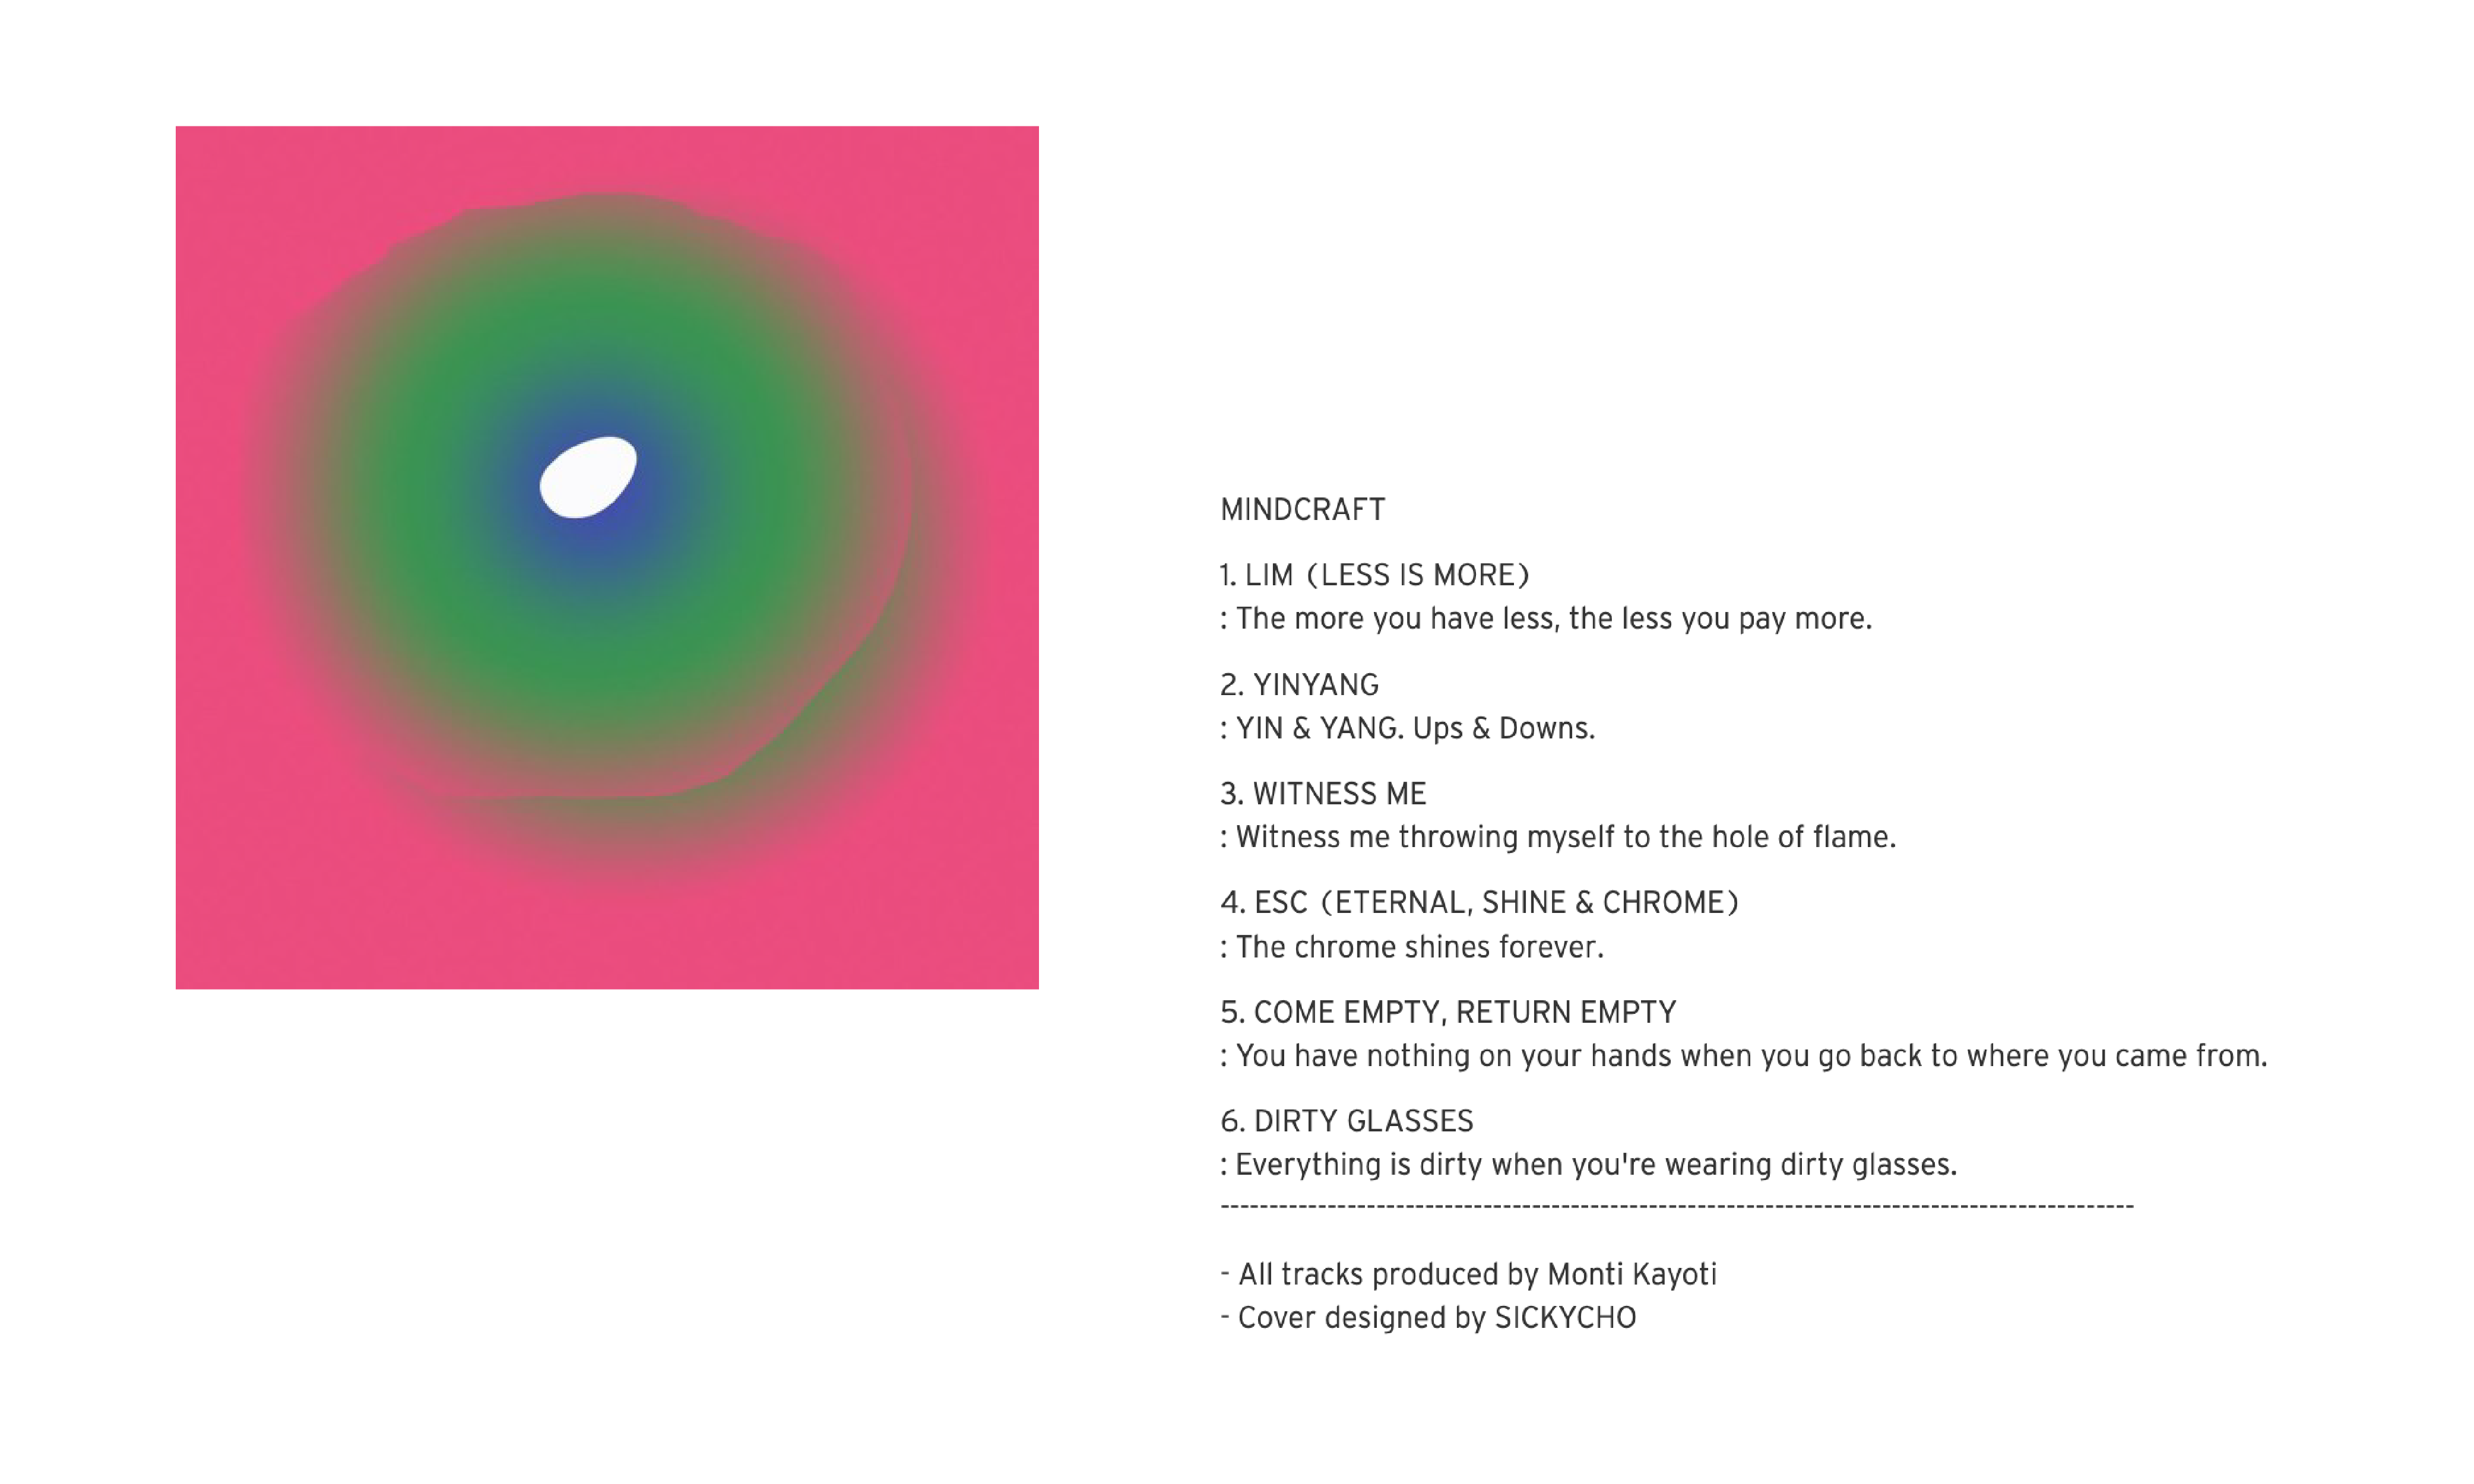 MINDCRAFT
1. LIM (LESS IS MORE)
: The more you have less, the less you pay more.
2. YINYANG
: YIN & YANG. Ups & Downs.
3. WITNESS ME
: Witness me throwing myself to the hole of flame.
4. ESC (ETERNAL, SHINE & CHROME)
: The chrome shines forever.
5. COME EMPTY, RETURN EMPTY
: You have nothing on your hands when you go back to where you came from.
6. DIRTY GLASSES
: Everything is dirty when you're wearing dirty glasses.
----------------------------------------------------------------------------------------------
- All tracks produced by Monti Kayoti
- Cover designed by SICKYCHO